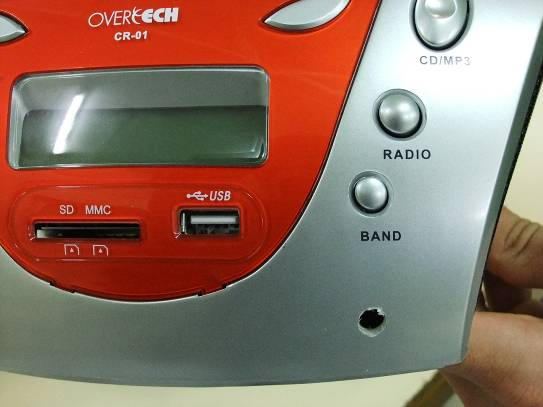 OVERTECH
CR-01
CD/MP3
RADIO
SD MMC
USB
BAND